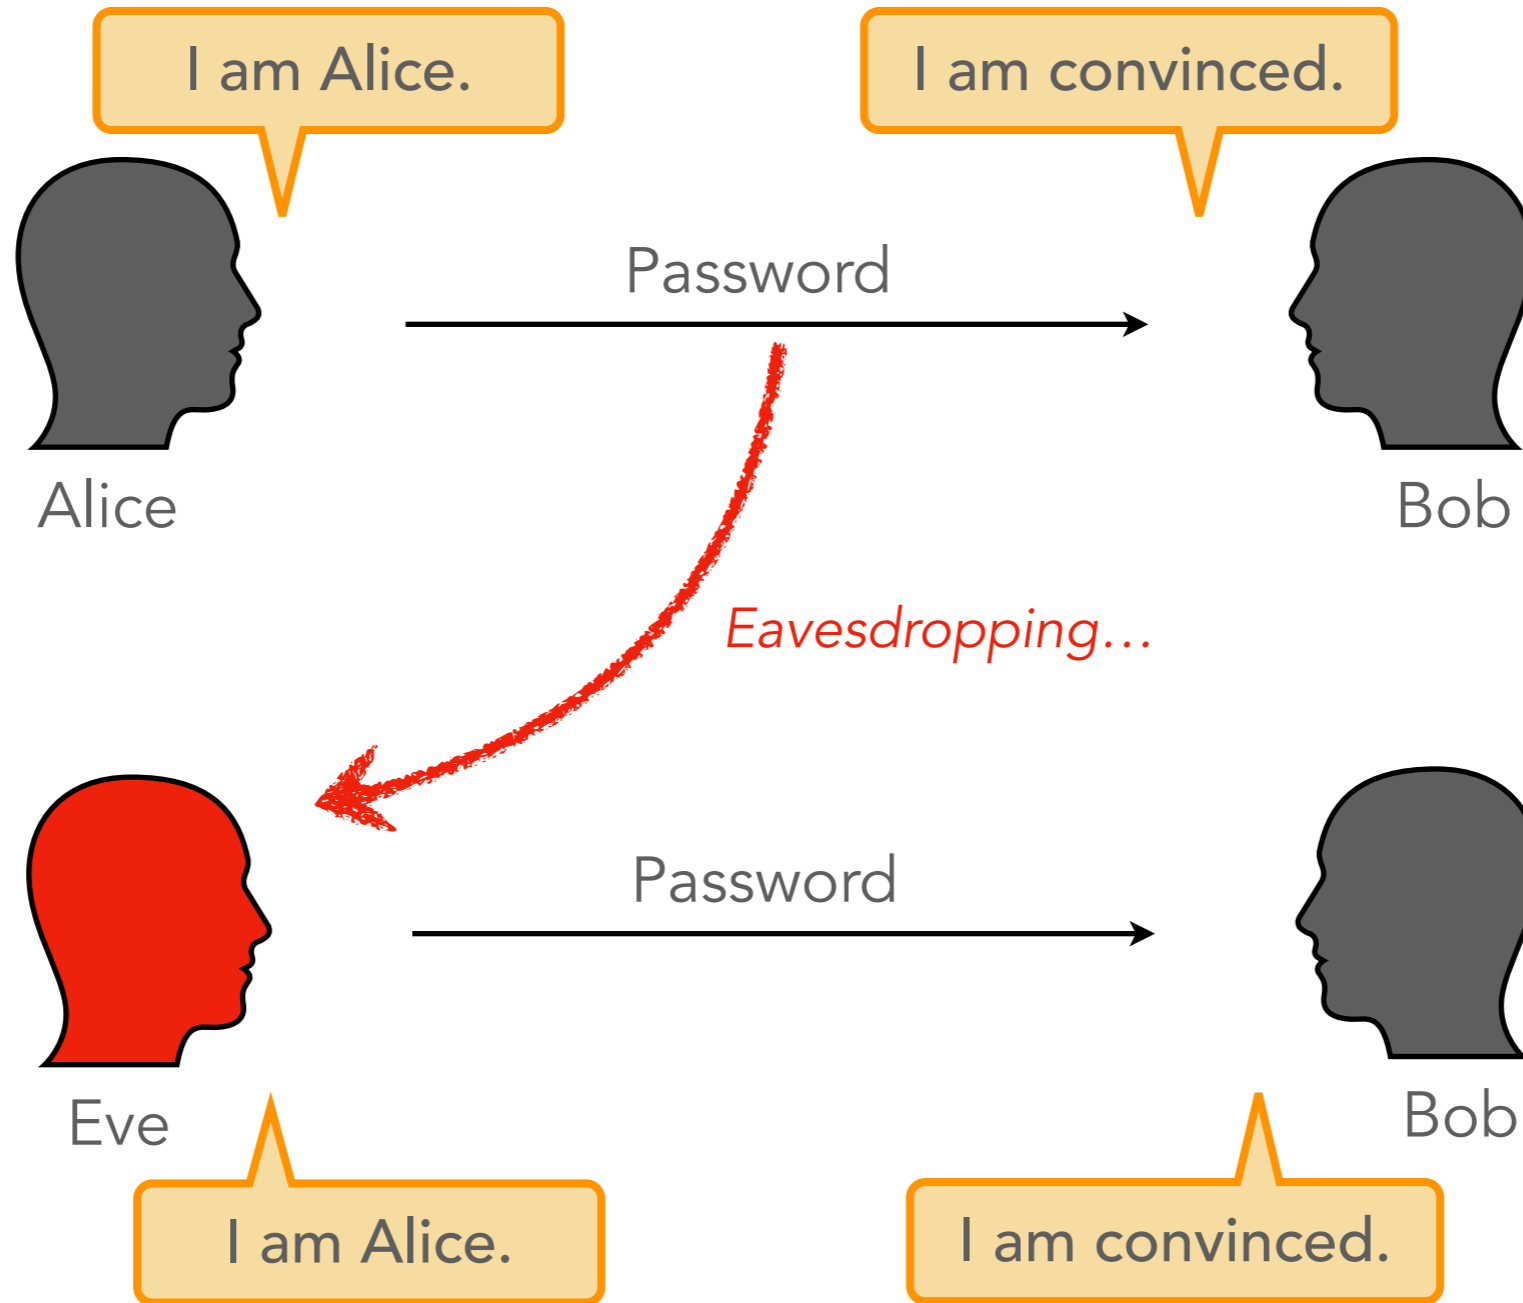 I am Alice.
I am convinced.
Password
Alice
Bob
Eavesdropping...
Password
Eve
Bob
I am Alice.
I am convinced.